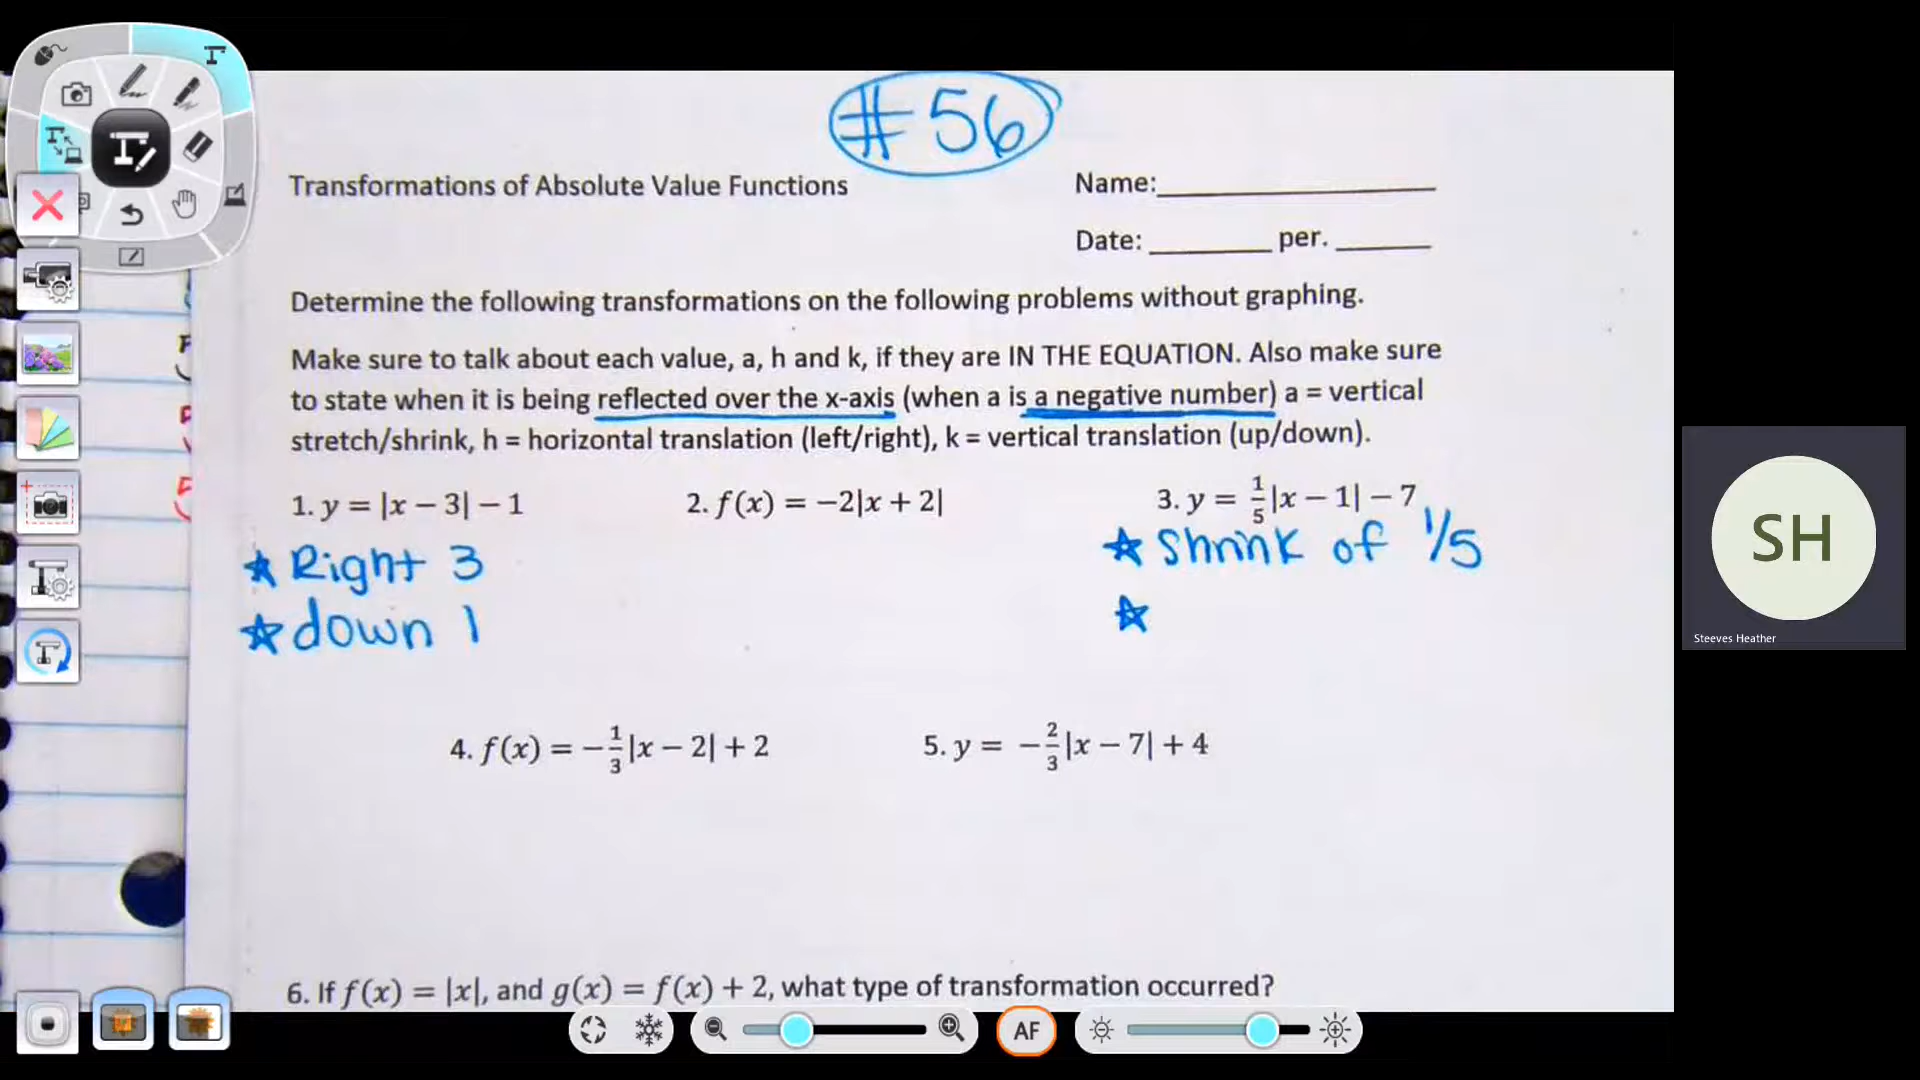 #56
Transformations of Absolute Value Functions
Name:
Date: per.
Determine the following transformations on the following problems without graphing.
Make sure to talk about each value, a, h and k, if they are IN THE EQUATION. Also make sure
to state when it is being reflected over the x-axis (when a is a negative number) a = vertical
stretch/shrink, h = horizontal translation (left/right), k = vertical translation (up/down).
1. y = |x − 3| − 1
2. f(x) = −2|x + 2|
3. y = 1/5|x − 1| − 7
★ Right 3
★ down 1
★ Shrink of 1/5
★
4. f(x) = −1/3|x − 2| + 2
5. y = −2/3|x − 7| + 4
6. If f(x) = |x|, and g(x) = f(x) + 2, what type of transformation occurred?
AF
SH
Steeves Heather